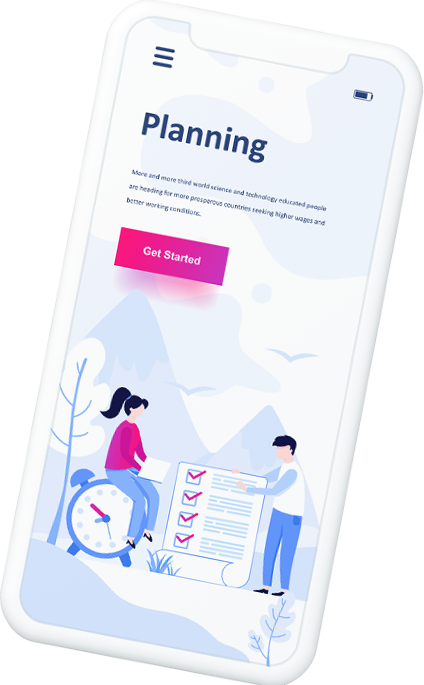 Planning
More and more third world science and technology educated people
are heading for more prosperous countries seeking higher wages and
better working conditions.
Get Started